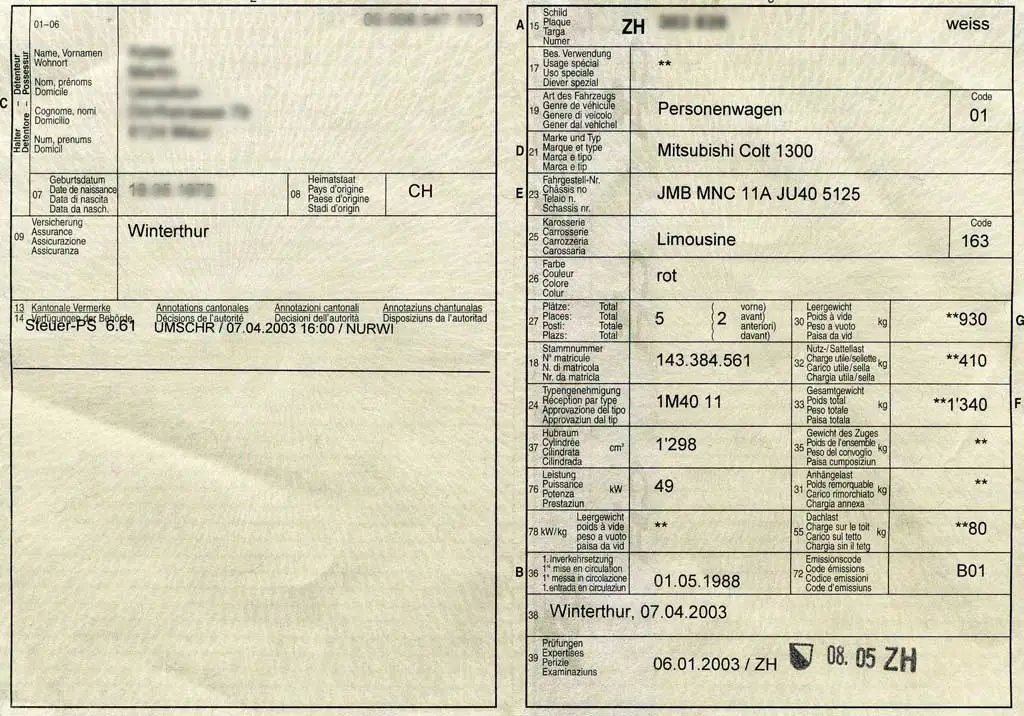 01–06
C
Halter – Détenteur –
Detentore – Possessur
Name, Vornamen
Wohnort
Nom, prénoms
Domicile
Cognome, nomi
Domicilio
Num, prenums
Domicil
07
Geburtsdatum
Date de naissance
Data di nascita
Data da nasch.
08
Heimatstaat
Pays d'origine
Paese d'origine
Stadi d'origin
CH
09
Versicherung
Assurance
Assicurazione
Assicuranza
Winterthur
13 Kantonale Vermerke Annotations cantonales Annotazioni cantonali Annotaziuns chantunalas
14 Verfügungen der Behörde Décisions de l'autorité Decisioni dell'autorità Disposiziuns da l'autoritad
Steuer-PS 6.61 UMSCHR / 07.04.2003 16:00 / NURWI
A 15
Schild
Plaque
Targa
Numer
ZH
weiss
17
Bes. Verwendung
Usage spécial
Uso speciale
Diever spezial
**
19
Art des Fahrzeugs
Genre de véhicule
Genere di veicolo
Gener dal vehichel
Personenwagen
Code
01
D 21
Marke und Typ
Marque et type
Marca e tipo
Marca e tip
Mitsubishi Colt 1300
E 23
Fahrgestell-Nr.
Châssis no
Telaio n.
Schassis nr.
JMB MNC 11A JU40 5125
25
Karosserie
Carrosserie
Carrozzeria
Carossaria
Limousine
Code
163
26
Farbe
Couleur
Colore
Colur
rot
27
Plätze: Total
Places: Total
Posti: Totale
Plazs: Total
5
( 2
vorne)
avant)
anteriori)
davant)
30
Leergewicht
Poids à vide
Peso a vuoto
Paisa da vid
kg
**930
G
18
Stammnummer
N° matricule
N. di matricola
Nr. da matricla
143.384.561
32
Nutz-/Sattellast
Charge utile/sellette
Carico utile/sella
Chargia utila/sella
kg
**410
24
Typengenehmigung
Réception par type
Approvazione del tipo
Approvaziun dal tip
1M40 11
33
Gesamtgewicht
Poids total
Peso totale
Paisa totala
kg
**1'340
F
37
Hubraum
Cylindrée
Cilindrata
Cilindrada
cm³
1'298
35
Gewicht des Zuges
Poids de l'ensemble
Peso del convoglio
Paisa cumposiziun
kg
**
76
Leistung
Puissance
Potenza
Prestaziun
kW
49
31
Anhängelast
Poids remorquable
Carico rimorchiato
Chargia annexa
kg
**
78 kW/kg
Leergewicht
poids à vide
peso a vuoto
paisa da vid
**
55
Dachlast
Charge sur le toit
Carico sul tetto
Chargia sin il tetg
kg
**80
B 36
1. Inverkehrsetzung
1re mise en circulation
1a messa in circolazione
1. entrada en circulaziun
01.05.1988
72
Emissionscode
Code émissions
Codice emissioni
Code d'emissiuns
B01
38
Winterthur, 07.04.2003
39
Prüfungen
Expertises
Perizie
Examinaziuns
06.01.2003 / ZH
08. 05 ZH